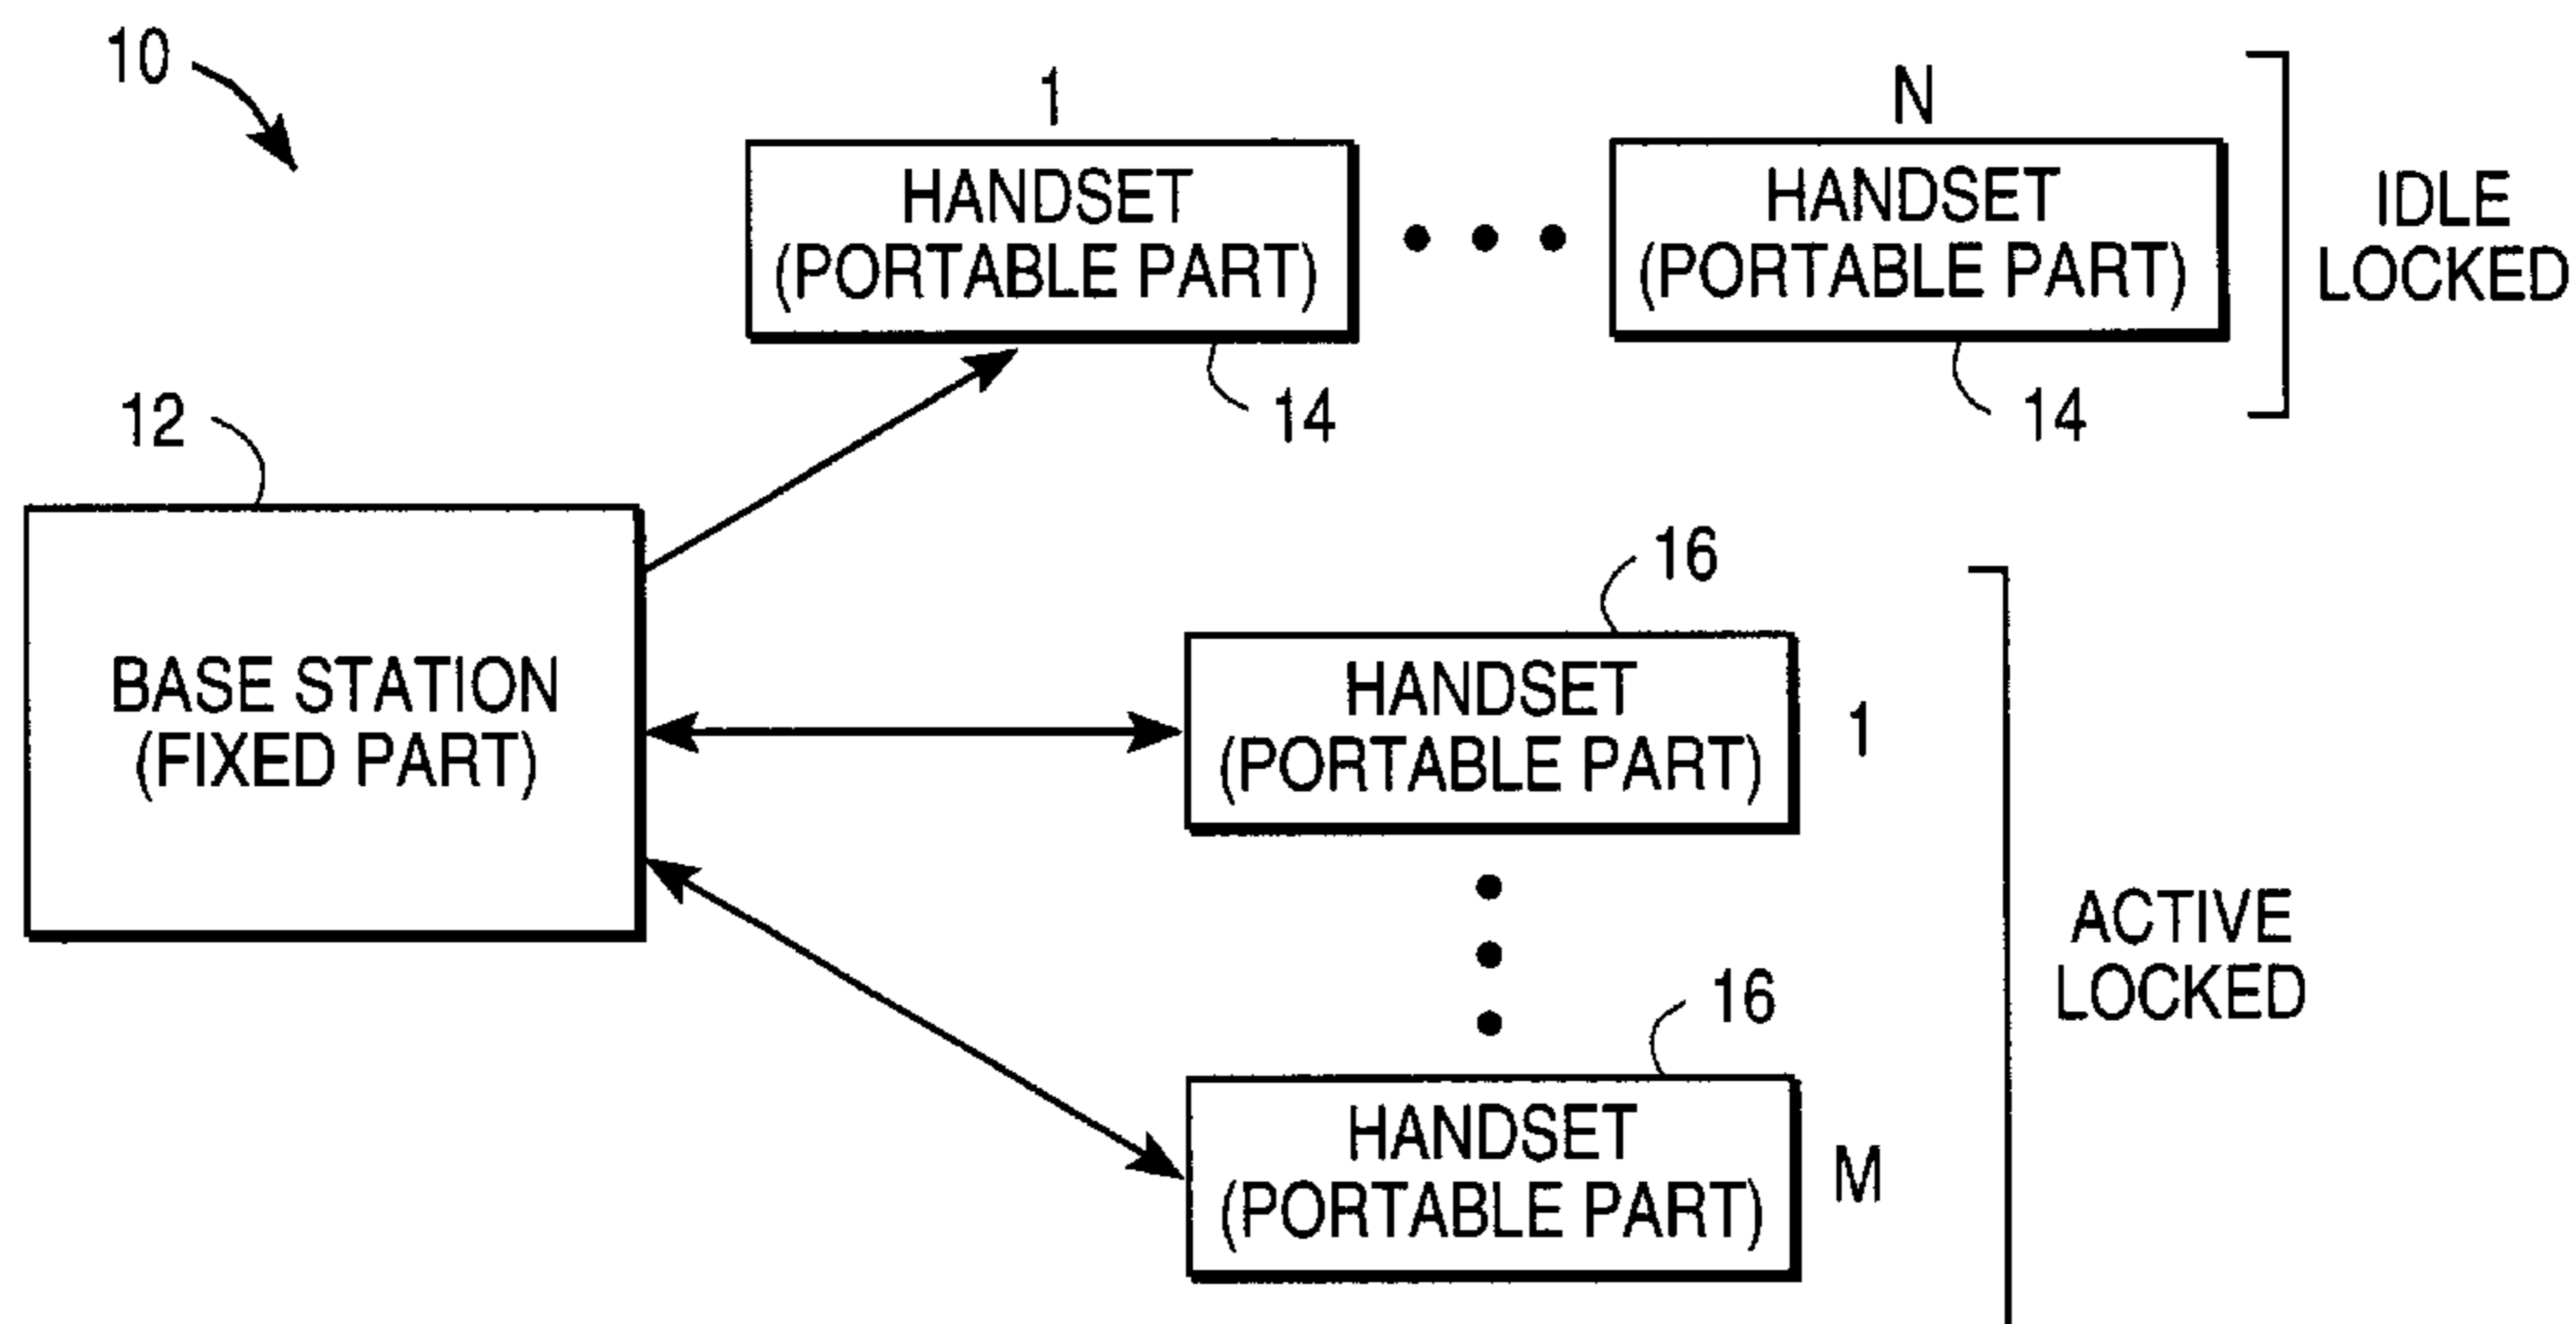 10
1
N
HANDSET
(PORTABLE PART)
HANDSET
(PORTABLE PART)
IDLE
LOCKED
14
14
12
BASE STATION
(FIXED PART)
16
HANDSET
(PORTABLE PART)
1
ACTIVE
LOCKED
16
HANDSET
(PORTABLE PART)
M